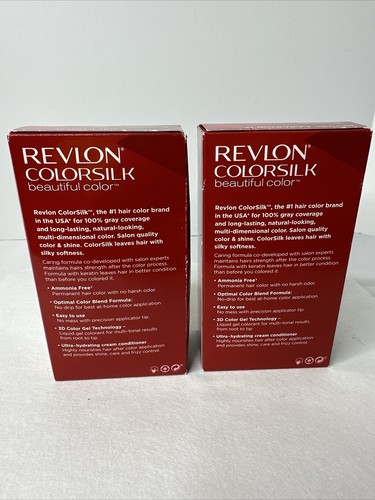 REVLON®
COLORSILK
beautiful color™
Revlon ColorSilk™, the #1 hair color brand
in the USA* for 100% gray coverage
and long-lasting, natural-looking,
multi-dimensional color. Salon quality
color & shine. ColorSilk leaves hair with
silky softness.
Caring formula co-developed with salon experts
maintains hairs strength after the color process.
Formula with keratin leaves hair in better condition
than before you colored it.
• Ammonia Free⁺
Permanent hair color with no harsh odor
• Optimal Color Blend Formula:
No-drip for best at-home color application
• Easy to use
No mess with precision applicator tip
• 3D Color Gel Technology –
Liquid gel colorant for multi-tonal results
from root to tip
• Ultra-hydrating cream conditioner
Highly nourishes hair after color application
and provides shine, care and frizz control.
REVLON®
COLORSILK
beautiful color™
Revlon ColorSilk™, the #1 hair color brand
in the USA* for 100% gray coverage
and long-lasting, natural-looking,
multi-dimensional color. Salon quality
color & shine. ColorSilk leaves hair with
silky softness.
Caring formula co-developed with salon experts
maintains hairs strength after the color process.
Formula with keratin leaves hair in better condition
than before you colored it.
• Ammonia Free⁺
Permanent hair color with no harsh odor
• Optimal Color Blend Formula:
No-drip for best at-home color application
• Easy to use
No mess with precision applicator tip
• 3D Color Gel Technology –
Liquid gel colorant for multi-tonal results
from root to tip
• Ultra-hydrating cream conditioner
Highly nourishes hair after color application
and provides shine, care and frizz control.